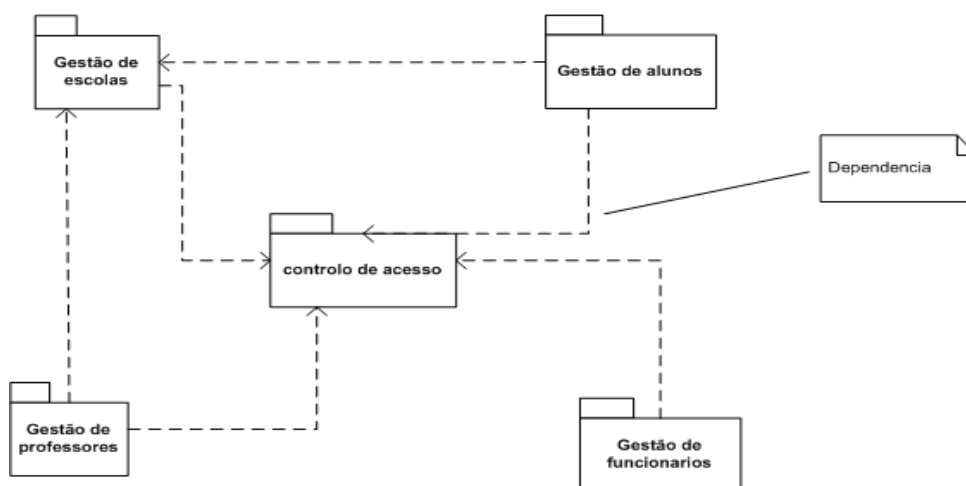 Gestão de
escolas
Gestão de alunos
Dependencia
controlo de acesso
Gestão de
professores
Gestão de
funcionarios